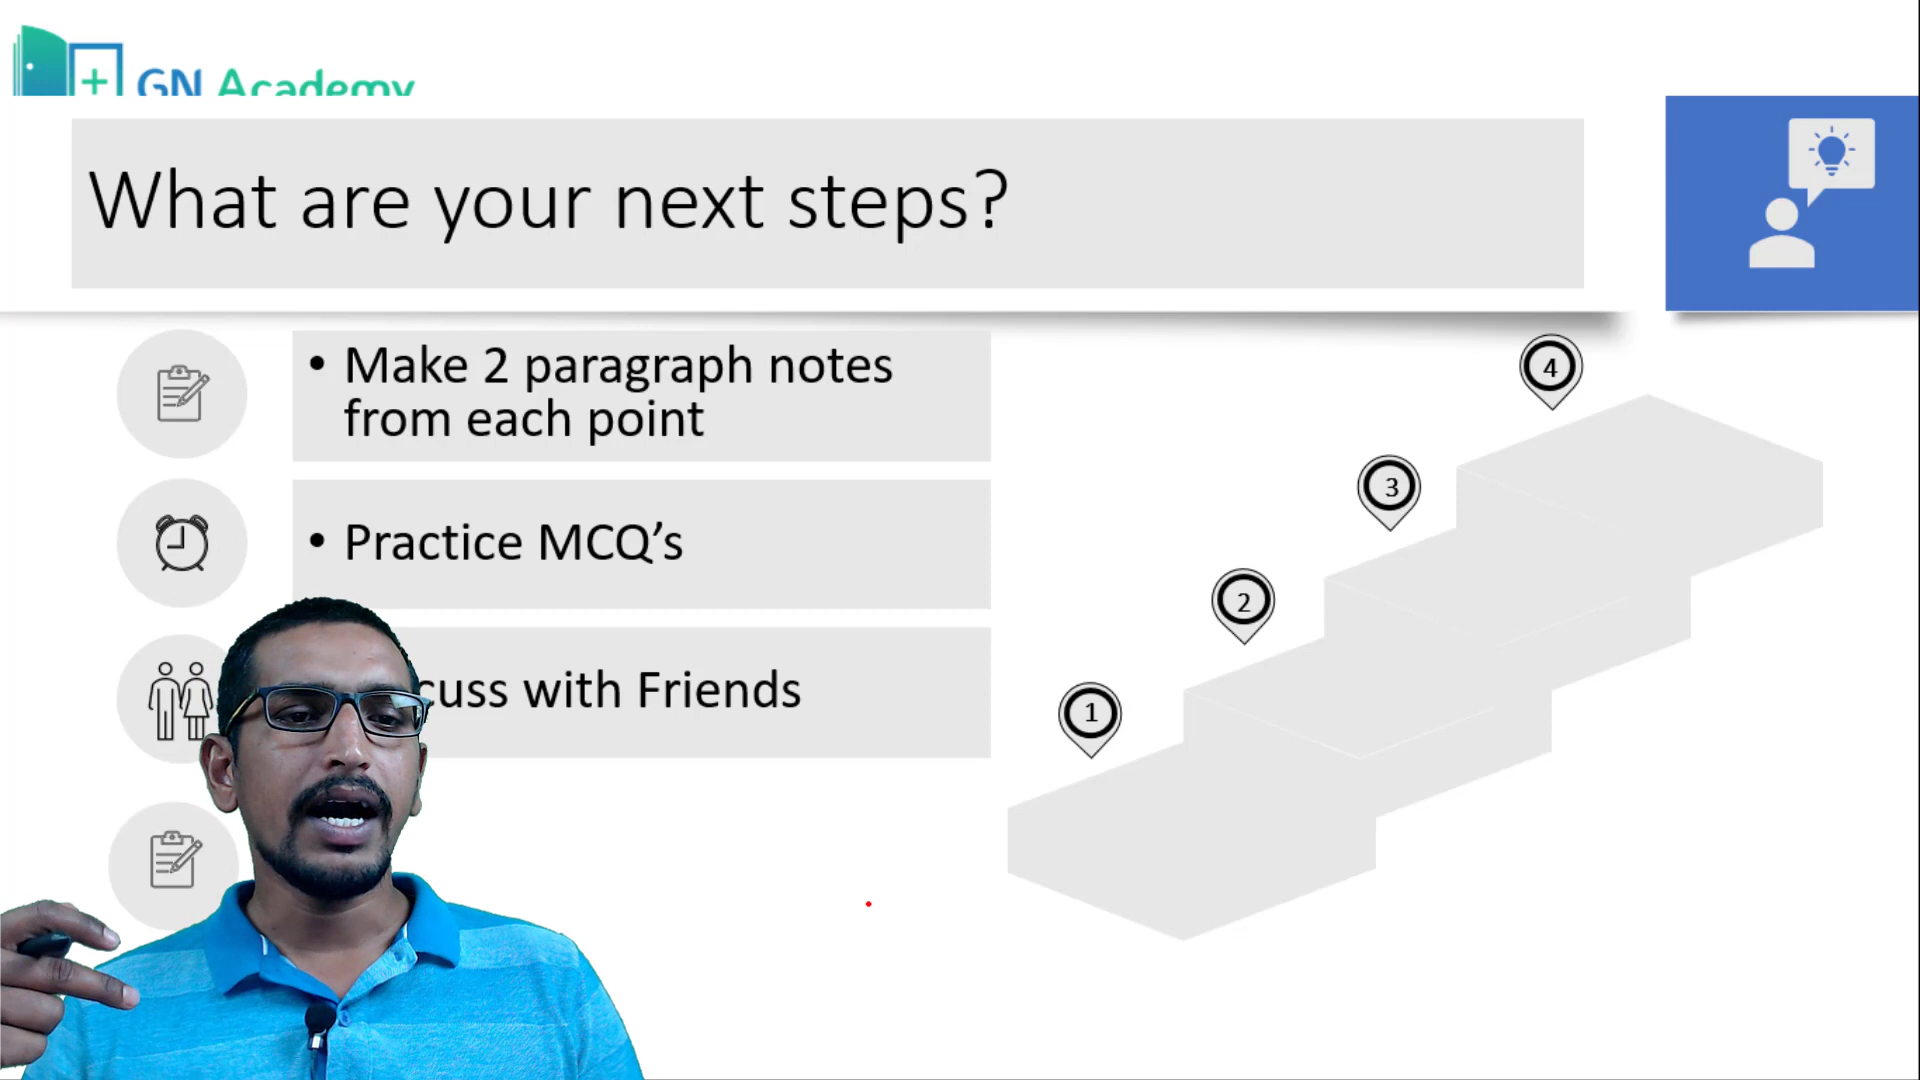 GN Academy
What are your next steps?
• Make 2 paragraph notes
from each point
• Practice MCQ's
cuss with Friends
4
3
2
1